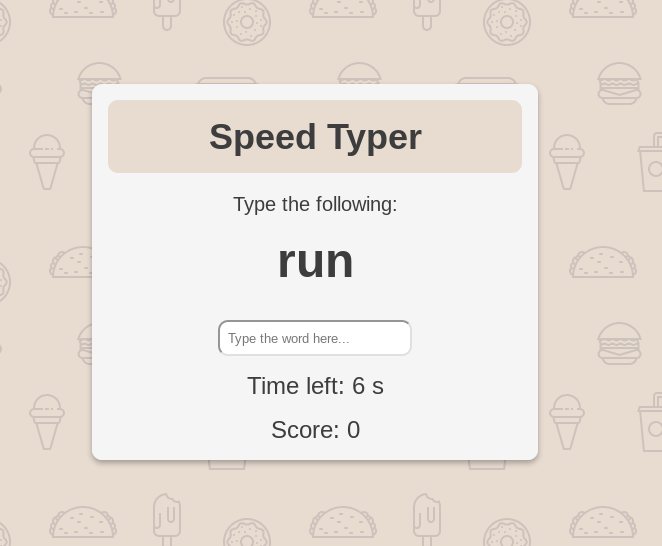 Speed Typer
Type the following:
run
Type the word here...
Time left: 6 s
Score: 0